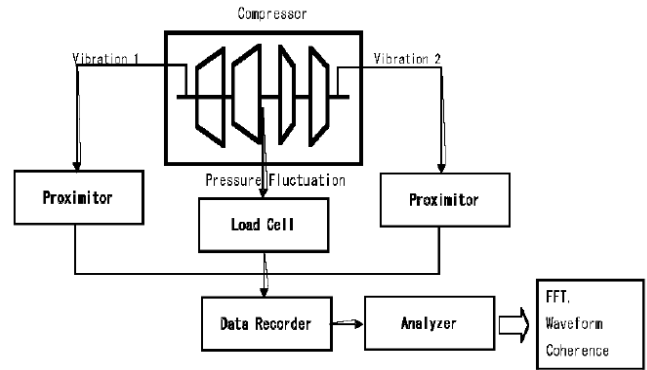 Compressor
Vibration 1
Vibration 2
Pressure Fluctuation
Proximitor
Load Cell
Proximitor
Data Recorder
Analyzer
FFT,
Waveform
Coherence